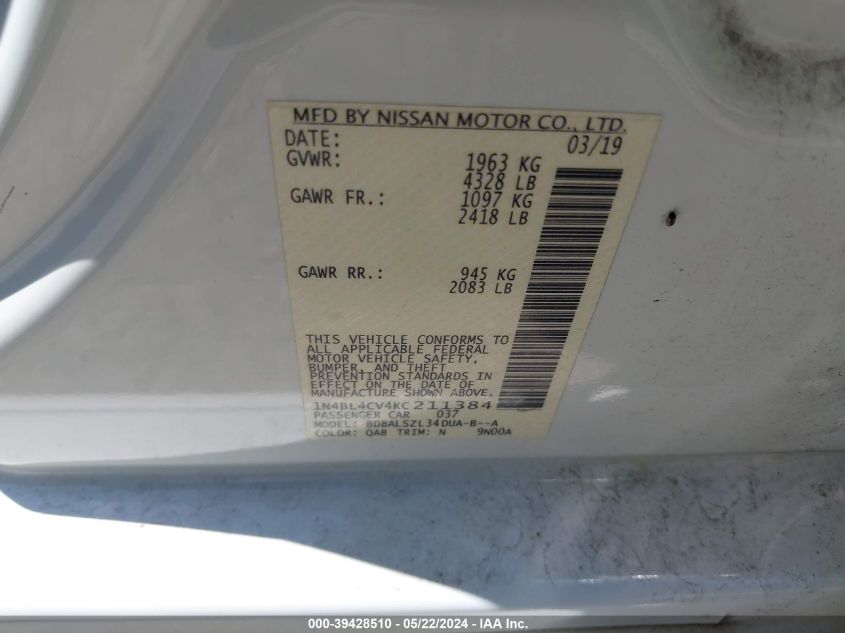 MFD BY NISSAN MOTOR CO., LTD.
DATE: 03/19
GVWR: 1963 KG
4328 LB
GAWR FR.: 1097 KG
2418 LB
GAWR RR.: 945 KG
2083 LB
THIS VEHICLE CONFORMS TO
ALL APPLICABLE FEDERAL
MOTOR VEHICLE SAFETY,
BUMPER, AND THEFT
PREVENTION STANDARDS IN
EFFECT ON THE DATE OF
MANUFACTURE SHOWN ABOVE.
1N4BL4CV4KC211384
PASSENGER CAR 037
MODEL: BDBALSZL34DUA-B--A
COLOR: QAB TRIM: N 9N00A
000-39428510 - 05/22/2024 - IAA Inc.